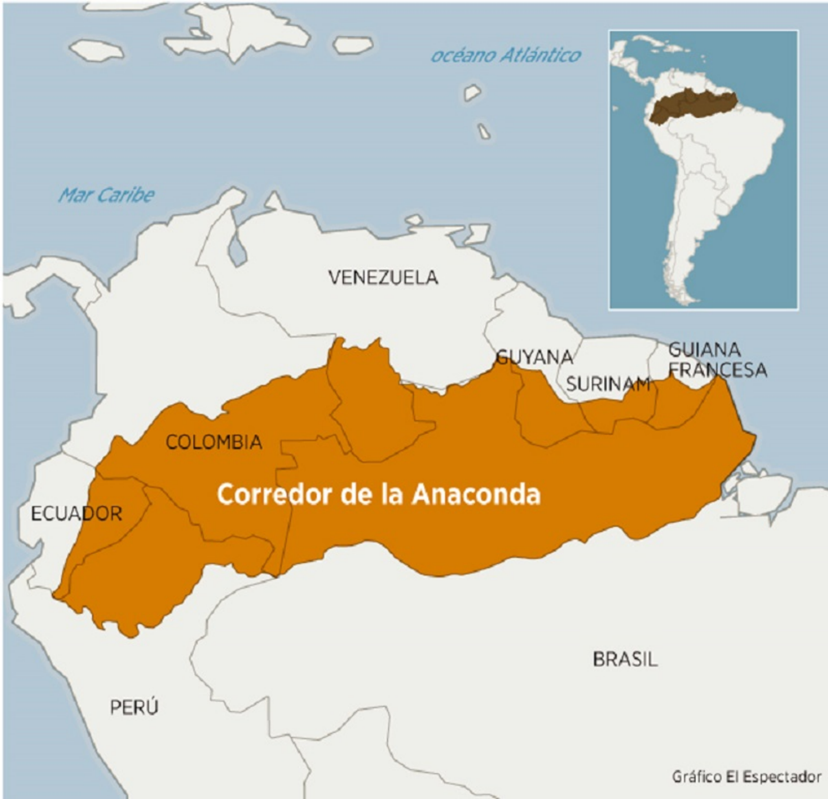 océano Atlántico
Mar Caribe
VENEZUELA
GUYANA
GUIANA
FRANCESA
SURINAM
COLOMBIA
Corredor de la Anaconda
ECUADOR
BRASIL
PERÚ
Gráfico El Espectador